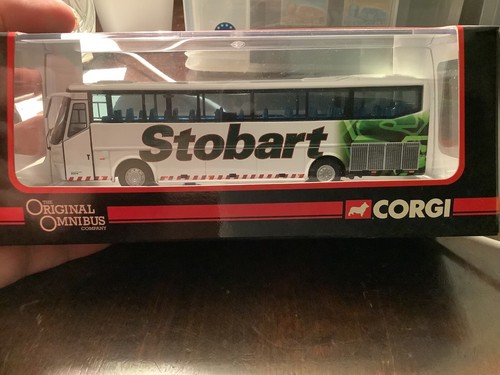 Stobart
THE
ORIGINAL
OMNIBUS
COMPANY
CORGI